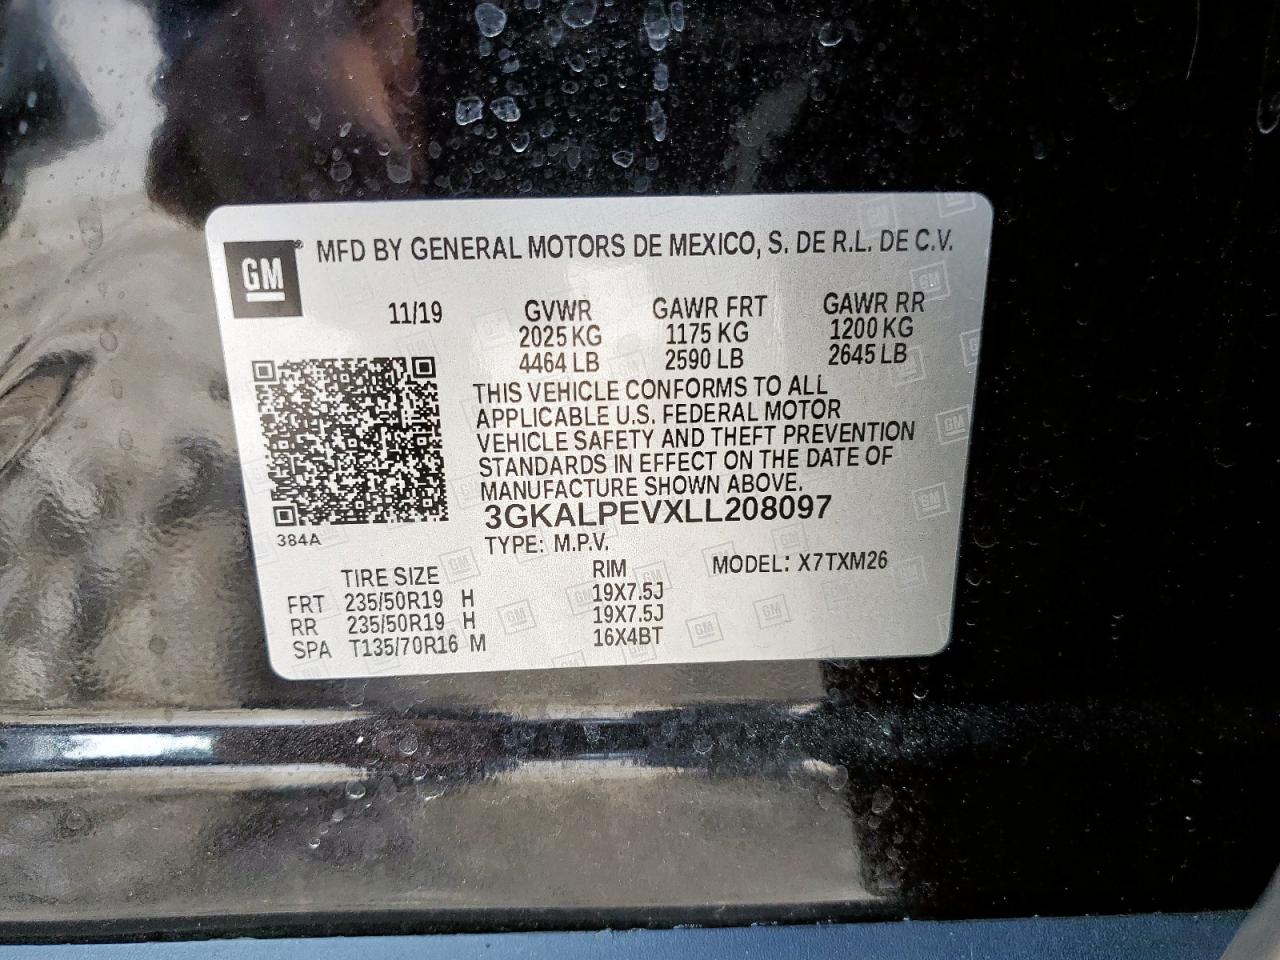 GM ® MFD BY GENERAL MOTORS DE MEXICO, S. DE R.L. DE C.V.
11/19 GVWR GAWR FRT GAWR RR
2025 KG 1175 KG 1200 KG
4464 LB 2590 LB 2645 LB
THIS VEHICLE CONFORMS TO ALL
APPLICABLE U.S. FEDERAL MOTOR
VEHICLE SAFETY AND THEFT PREVENTION
STANDARDS IN EFFECT ON THE DATE OF
MANUFACTURE SHOWN ABOVE.
3GKALPEVXLL208097
384A
TYPE: M.P.V.
TIRE SIZE RIM MODEL: X7TXM26
FRT 235/50R19 H 19X7.5J
RR 235/50R19 H 19X7.5J
SPA T135/70R16 M 16X4BT